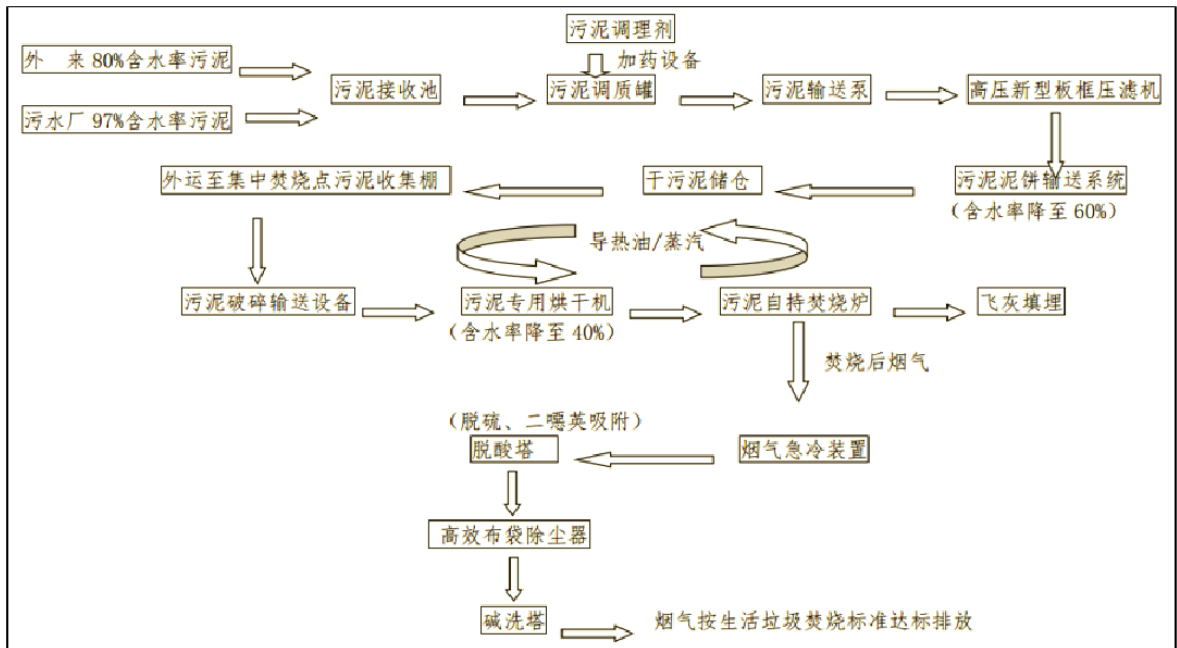 污泥调理剂
外 来 80%含水率污泥
加药设备
污泥接收池
污泥调质罐
污泥输送泵
高压新型板框压滤机
污水厂 97%含水率污泥
外运至集中焚烧点污泥收集棚
干污泥储仓
污泥泥饼输送系统
（含水率降至 60%）
导热油/蒸汽
污泥破碎输送设备
污泥专用烘干机
污泥自持焚烧炉
飞灰填埋
（含水率降至 40%）
焚烧后烟气
（脱硫、二噁英吸附）
脱酸塔
烟气急冷装置
高效布袋除尘器
碱洗塔
烟气按生活垃圾焚烧标准达标排放